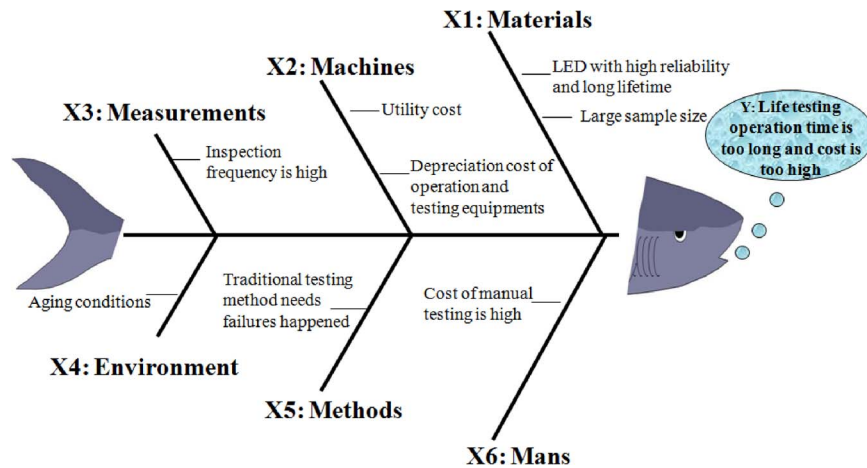 X1: Materials
LED with high reliability
and long lifetime
Large sample size
X2: Machines
Utility cost
Depreciation cost of
operation and
testing equipments
X3: Measurements
Inspection
frequency is high
Y: Life testing
operation time is
too long and cost is
too high
Aging conditions
X4: Environment
Traditional testing
method needs
failures happened
X5: Methods
Cost of manual
testing is high
X6: Mans